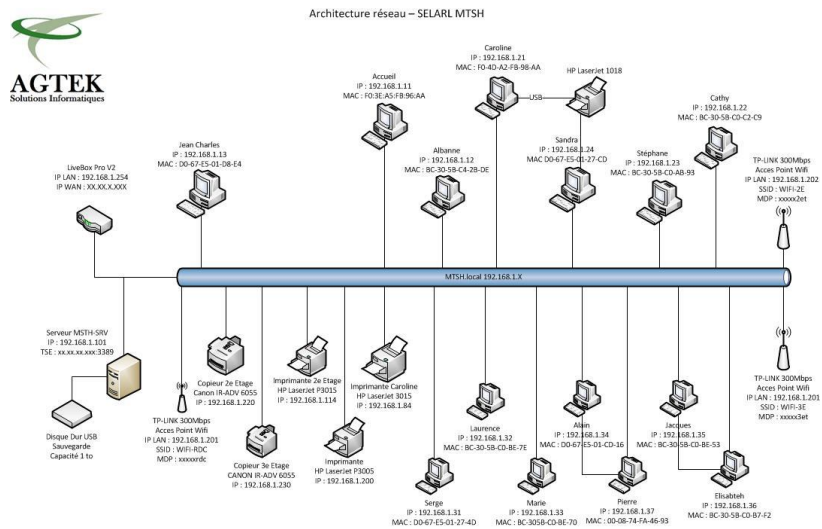 Architecture réseau – SELARL MTSH
AGTEK
Solutions Informatiques
Caroline
IP : 192.168.1.21
MAC : F0-4D-A2-FB-9B-AA
HP LaserJet 1018
USB
Accueil
IP : 192.168.1.11
MAC : F0:3E:A5:FB:96:AA
Cathy
IP : 192.168.1.22
MAC : BC-30-5B-C0-C2-C9
Jean Charles
IP : 192.168.1.13
MAC : D0-67-E5-01-D8-E4
Albanne
IP : 192.168.1.12
MAC : BC-30-5B-C4-2B-DE
Sandra
IP : 192.168.1.24
MAC D0-67-E5-01-27-CD
Stéphane
IP : 192.168.1.23
MAC : BC-30-5B-CD-AB-93
LiveBox Pro V2
IP LAN : 192.168.1.254
IP WAN : XX.XX.X.XXX
TP-LINK 300Mbps
Acces Point Wifi
IP LAN : 192.168.1.202
SSID : WIFI-2E
MDP : xxxxx2et
MTSH.local 192.168.1.X
Serveur MSTH-SRV
IP : 192.168.1.101
TSE : xx.xx.xx.xxx:3389
Disque Dur USB
Sauvegarde
Capacité 1 to
TP-LINK 300Mbps
Acces Point Wifi
IP LAN : 192.168.1.201
SSID : WIFI-RDC
MDP : xxxxxrdc
Copieur 2e Etage
Canon IR-ADV 6055
IP : 192.168.1.220
Copieur 3e Etage
CANON IR-ADV 6055
IP : 192.168.1.230
Imprimante 2e Etage
HP LaserJet P3015
IP : 192.168.1.114
Imprimante
HP LaserJet P3005
IP : 192.168.1.200
Imprimante Caroline
HP LaserJet 3015
IP : 192.168.1.84
Serge
IP : 192.168.1.31
MAC : D0-67-E5-01-27-4D
Laurence
IP : 192.168.1.32
MAC : BC-30-5B-C0-BE-7E
Marie
IP : 192.168.1.33
MAC : BC-305B-C0-BE-70
Alain
IP : 192.168.1.34
MAC : D0-67-E5-01-CD-16
Pierre
IP : 192.168.1.37
MAC : 00-08-74-FA-46-93
Jacques
IP : 192.168.1.35
MAC : BC-30-5B-CD-BE-53
Elisabteh
IP : 192.168.1.36
MAC : BC-30-5B-C0-B7-F2
TP-LINK 300Mbps
Acces Point Wifi
IP LAN : 192.168.1.201
SSID : WIFI-3E
MDP : xxxxx3et